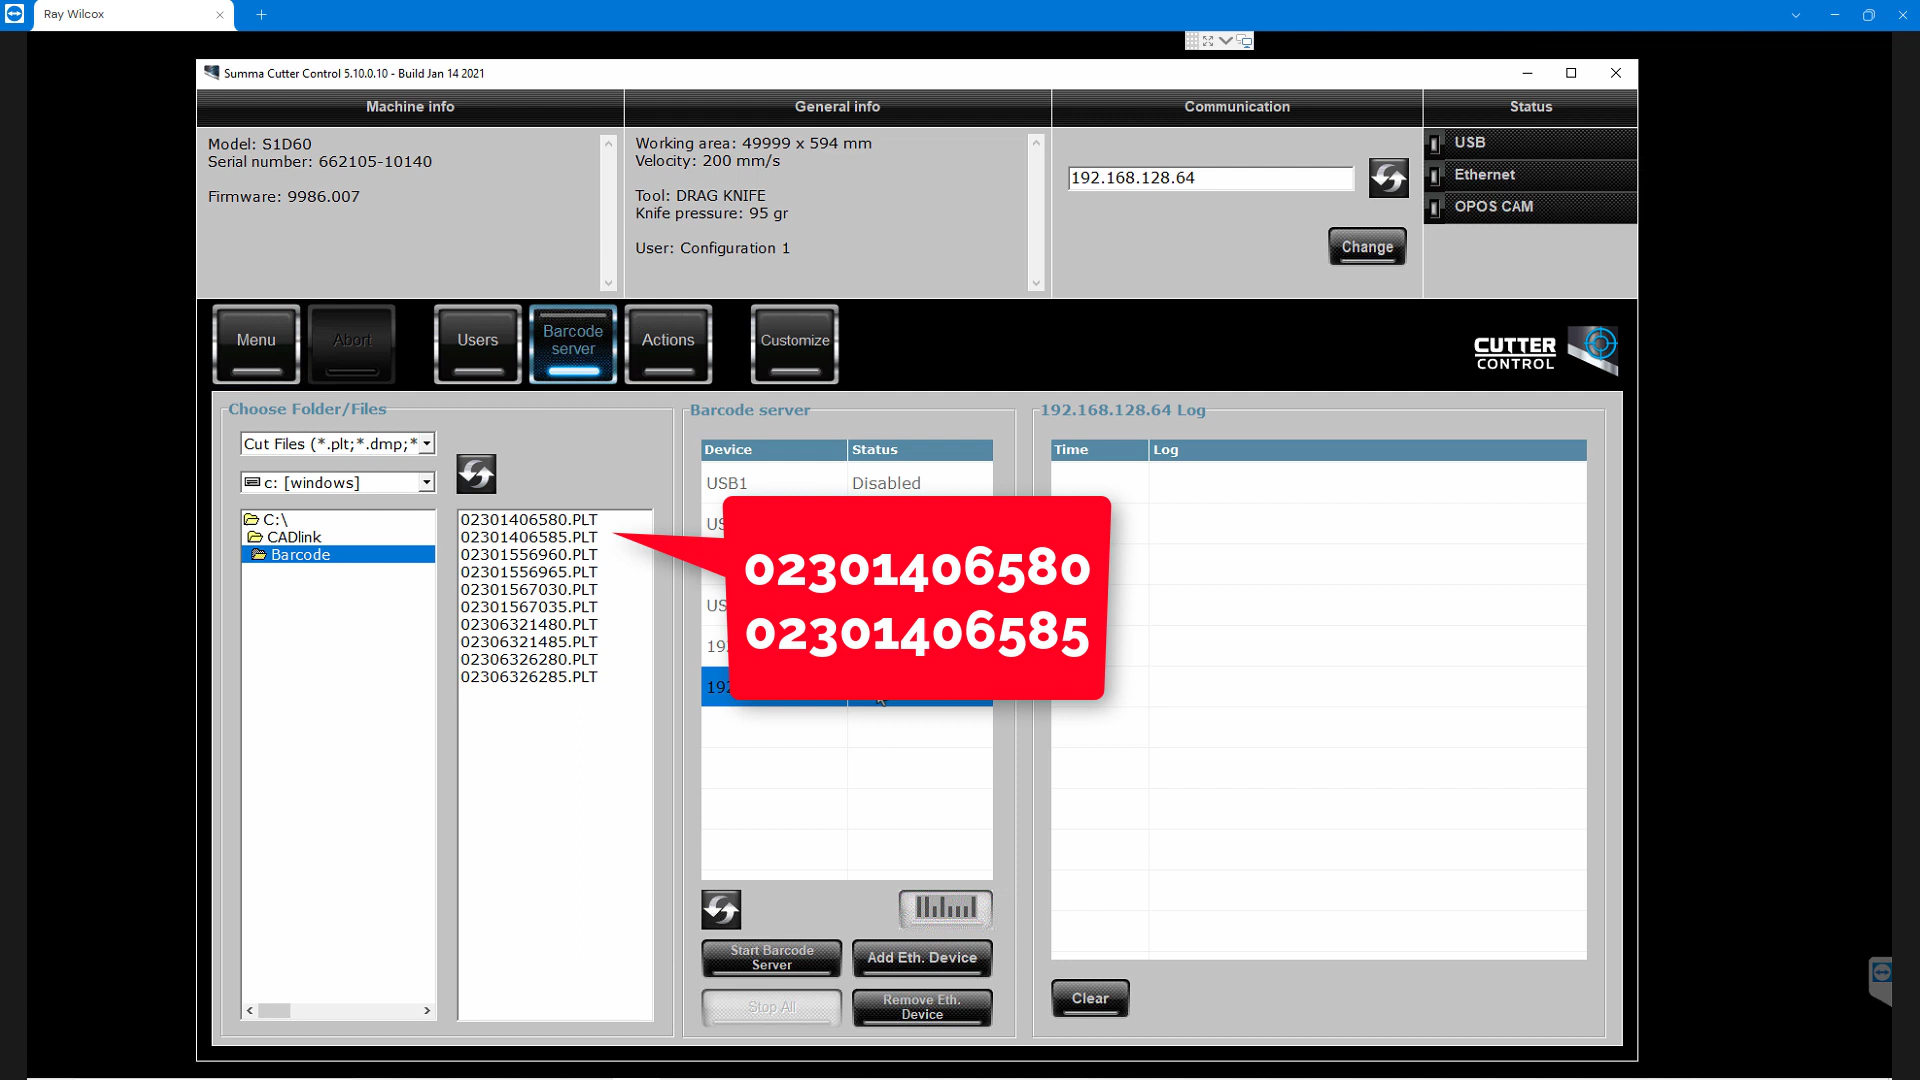 Ray Wilcox
Summa Cutter Control 5.10.0.10 - Build Jan 14 2021
Machine info
General info
Communication
Status
Model: S1D60
Serial number: 662105-10140
Firmware: 9986.007
Working area: 49999 x 594 mm
Velocity: 200 mm/s
Tool: DRAG KNIFE
Knife pressure: 95 gr
User: Configuration 1
192.168.128.64
Change
USB
Ethernet
OPOS CAM
Menu
Abort
Users
Barcode
server
Actions
Customize
CUTTER
CONTROL
Choose Folder/Files
Cut Files (*.plt;*.dmp;*
c: [windows]
C:\
CADlink
Barcode
02301406580.PLT
02301406585.PLT
02301556960.PLT
02301556965.PLT
02301567030.PLT
02301567035.PLT
02306321480.PLT
02306321485.PLT
02306326280.PLT
02306326285.PLT
Barcode server
Device Status
USB1 Disabled
US
US
19
19
02301406580
02301406585
Start Barcode
Server
Add Eth. Device
Stop All
Remove Eth.
Device
192.168.128.64 Log
Time Log
Clear